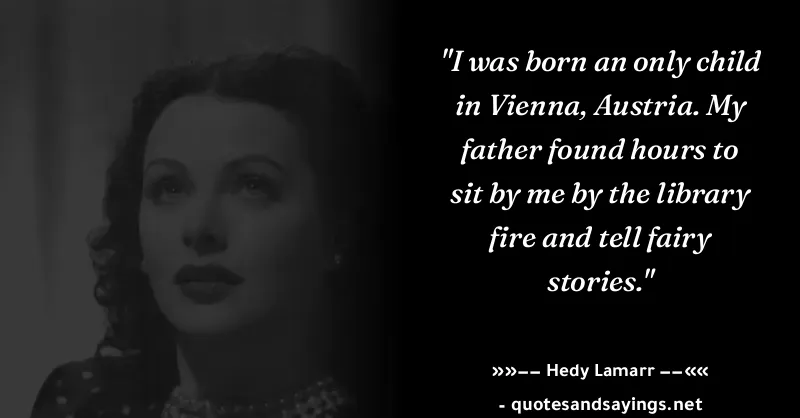 "I was born an only child
in Vienna, Austria. My
father found hours to
sit by me by the library
fire and tell fairy
stories."
»»−− Hedy Lamarr −−««
- quotesandsayings.net